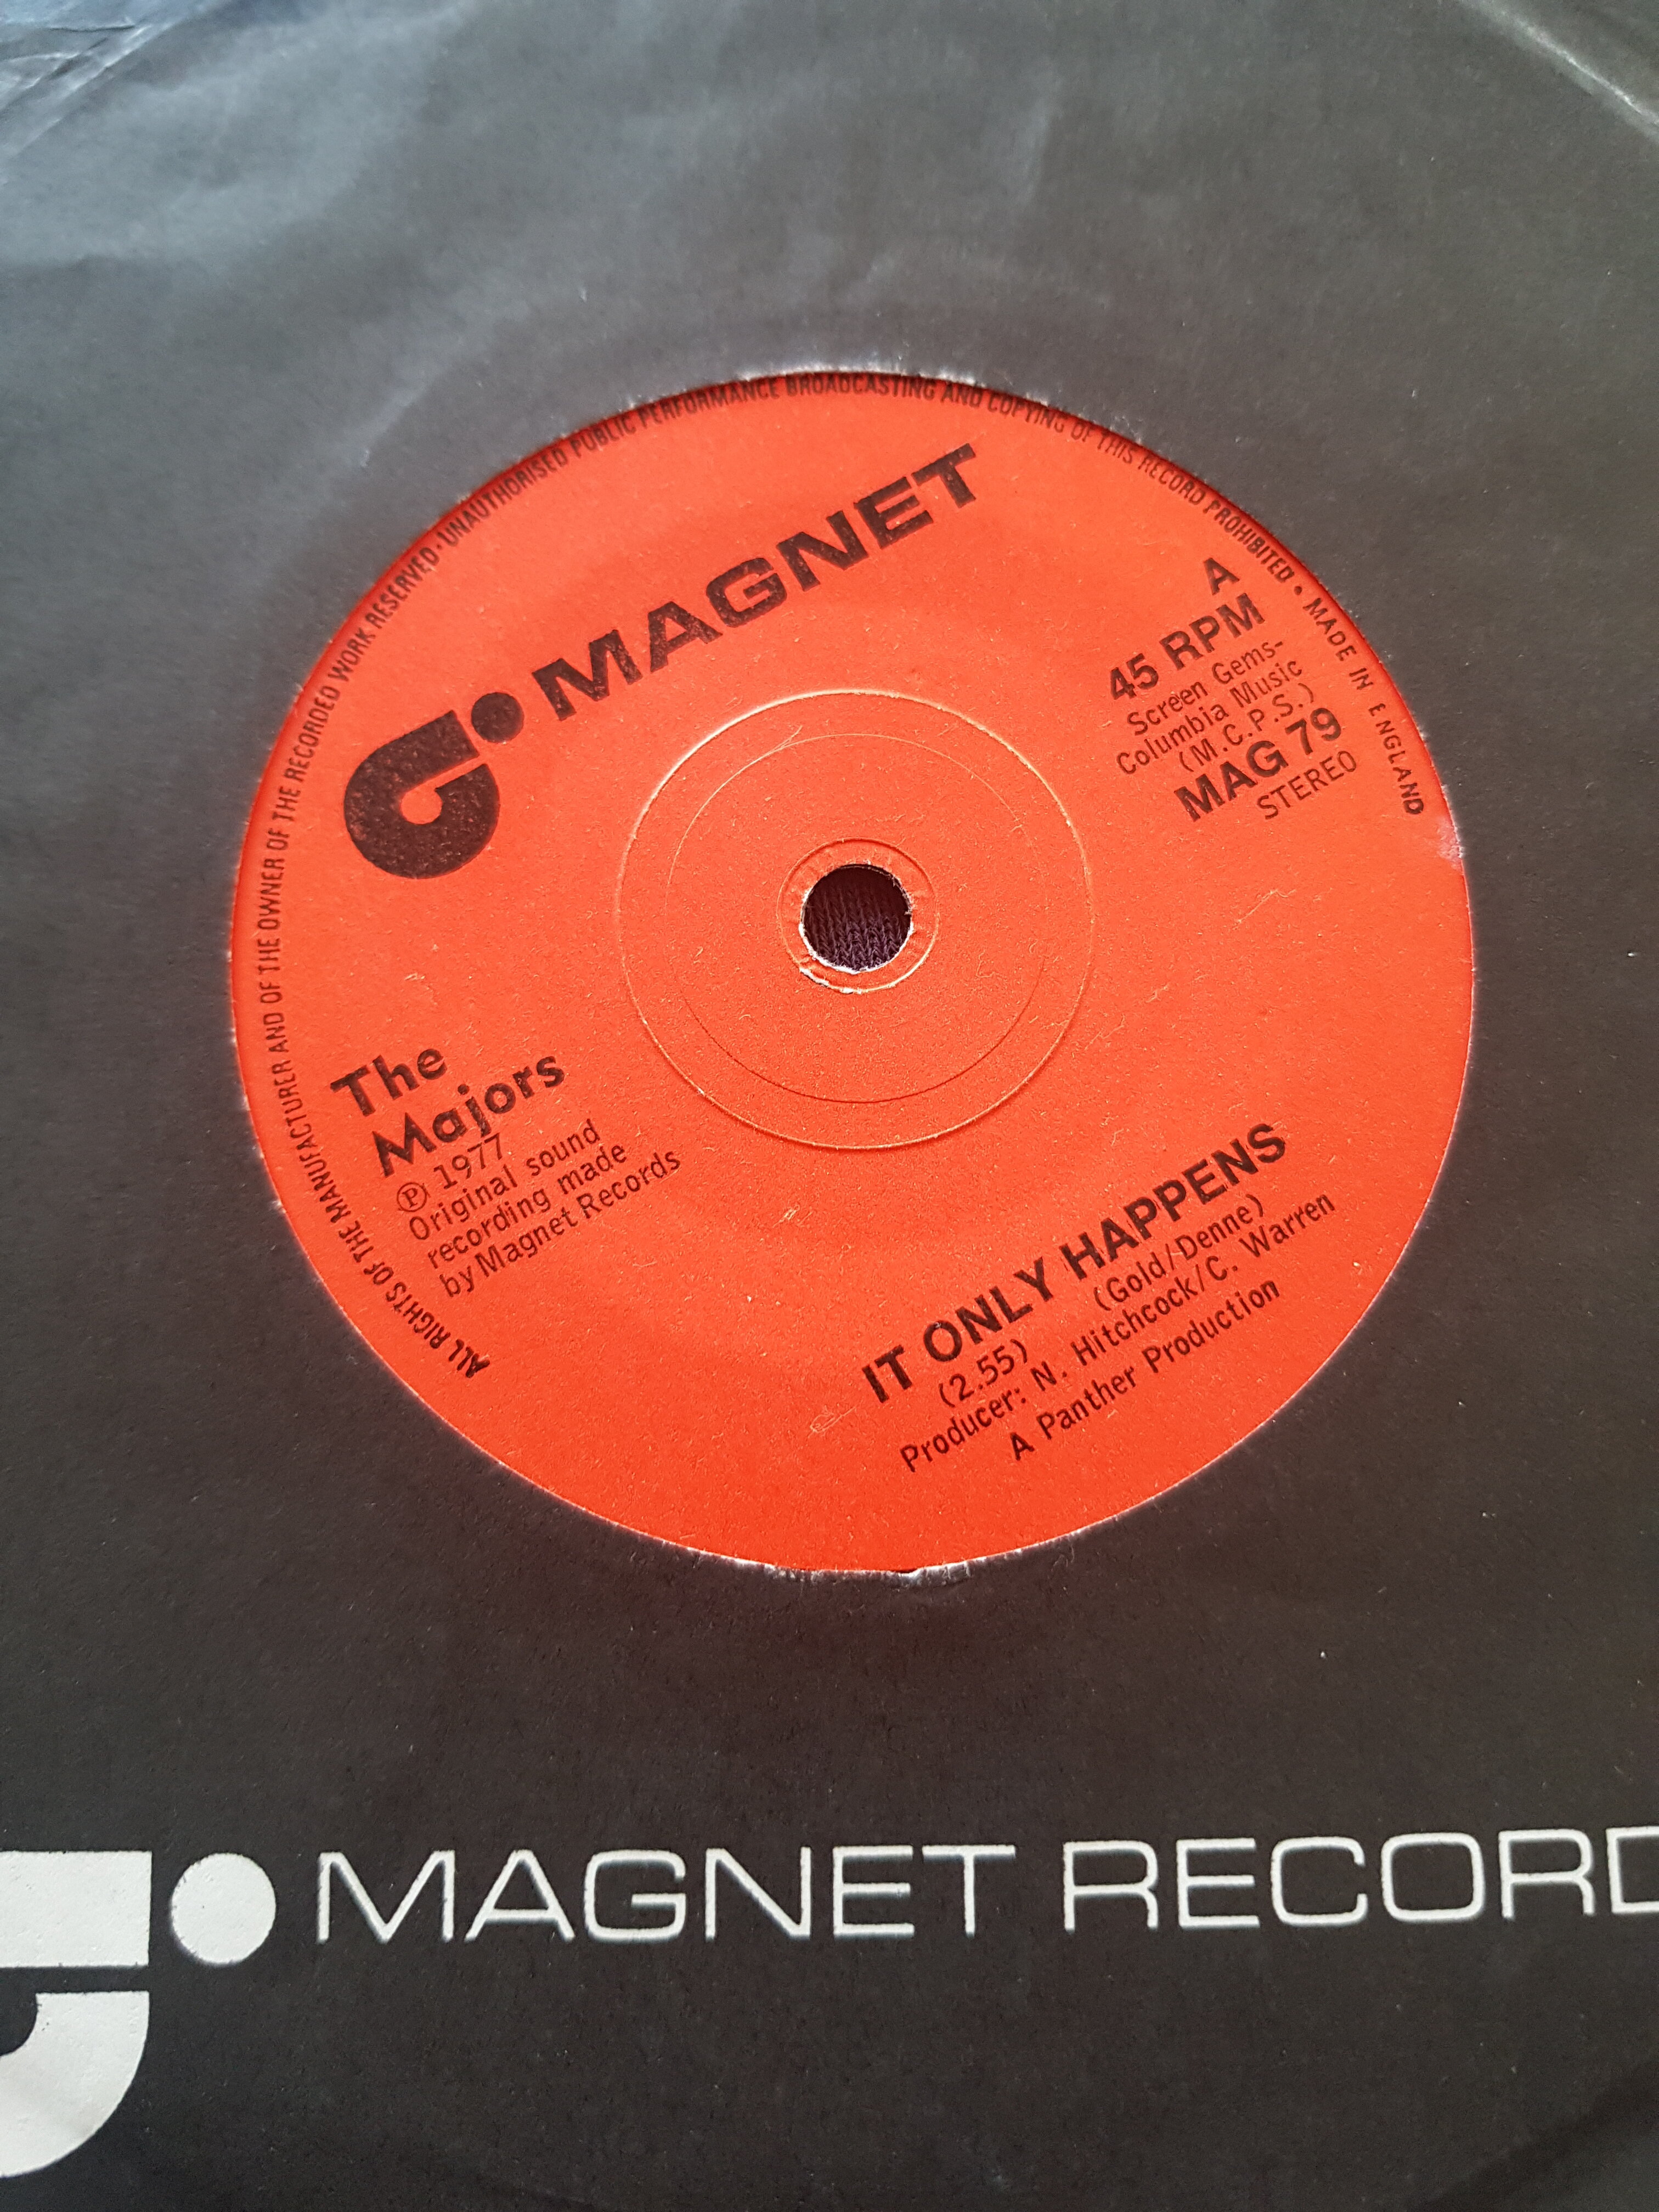 ALL RIGHTS OF THE MANUFACTURER AND OF THE OWNER OF THE RECORDED WORK RESERVED • UNAUTHORISED PUBLIC PERFORMANCE BROADCASTING AND COPYING OF THIS RECORD PROHIBITED • MADE IN ENGLAND
MAGNET
A
45 RPM
Screen Gems-
Columbia Music
(M.C.P.S.)
MAG 79
STEREO
The
Majors
℗ 1977
Original sound
recording made
by Magnet Records
IT ONLY HAPPENS
(2.55) (Gold/Denne)
Producer: N. Hitchcock/C. Warren
A Panther Production
MAGNET RECORD